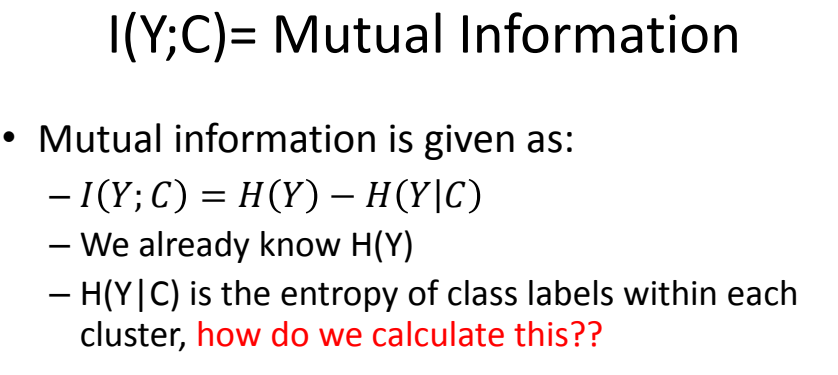 I(Y;C)= Mutual Information
• Mutual information is given as:
– 𝐼(𝑌; 𝐶) = 𝐻(𝑌) − 𝐻(𝑌|𝐶)
– We already know H(Y)
– H(Y|C) is the entropy of class labels within each
cluster, how do we calculate this??